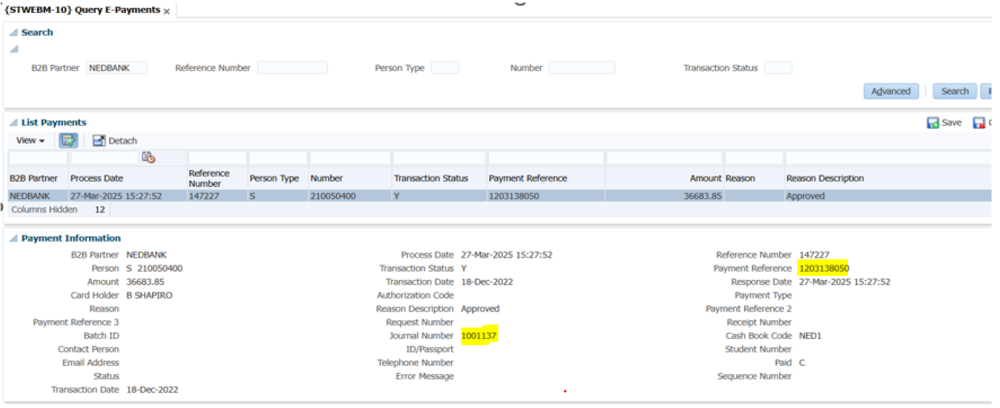 {STWEBM-10} Query E-Payments x
Search
B2B Partner NEDBANK Reference Number Person Type Number Transaction Status
Advanced Search
List Payments Save
View Detach
B2B Partner Process Date Reference Number Person Type Number Transaction Status Payment Reference Amount Reason Reason Description
NEDBANK 27-Mar-2025 15:27:52 147227 S 210050400 Y 1203138050 36683.85 Approved
Columns Hidden 12
Payment Information
B2B Partner NEDBANK Process Date 27-Mar-2025 15:27:52 Reference Number 147227
Person S 210050400 Transaction Status Y Payment Reference 1203138050
Amount 36683.85 Transaction Date 18-Dec-2022 Response Date 27-Mar-2025 15:27:52
Card Holder B SHAPIRO Authorization Code Payment Type
Reason Reason Description Approved Payment Reference 2
Payment Reference 3 Request Number Receipt Number
Batch ID Journal Number 1001137 Cash Book Code NED1
Contact Person ID/Passport Student Number
Email Address Telephone Number Paid C
Status Error Message Sequence Number
Transaction Date 18-Dec-2022